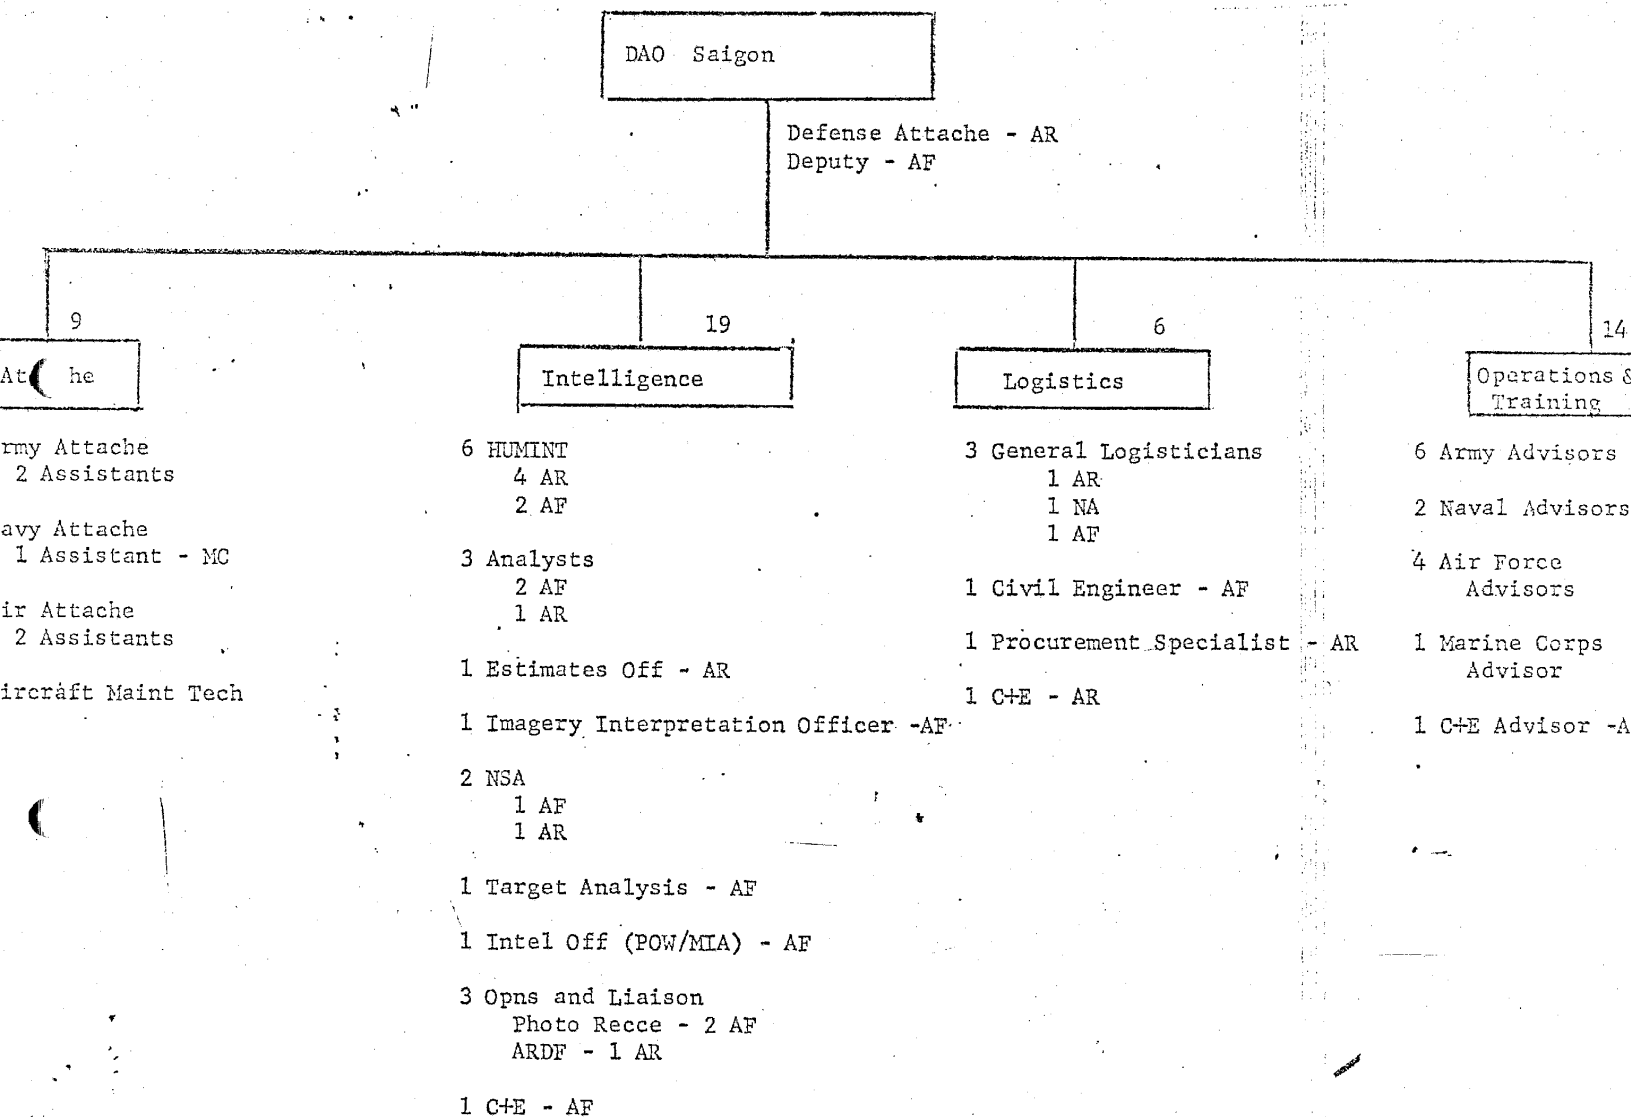 DAO Saigon
Defense Attache - AR
Deputy - AF
9
At he
rmy Attache
2 Assistants
avy Attache
1 Assistant - MC
ir Attache
2 Assistants
ircraft Maint Tech
19
Intelligence
6 HUMINT
4 AR
2 AF
3 Analysts
2 AF
1 AR
1 Estimates Off - AR
1 Imagery Interpretation Officer -AF
2 NSA
1 AF
1 AR
1 Target Analysis - AF
1 Intel Off (POW/MIA) - AF
3 Opns and Liaison
Photo Recce - 2 AF
ARDF - 1 AR
1 C+E - AF
6
Logistics
3 General Logisticians
1 AR
1 NA
1 AF
1 Civil Engineer - AF
1 Procurement Specialist - AR
1 C+E - AR
14
Operations &
Training
6 Army Advisors
2 Naval Advisors
4 Air Force
Advisors
1 Marine Corps
Advisor
1 C+E Advisor -A